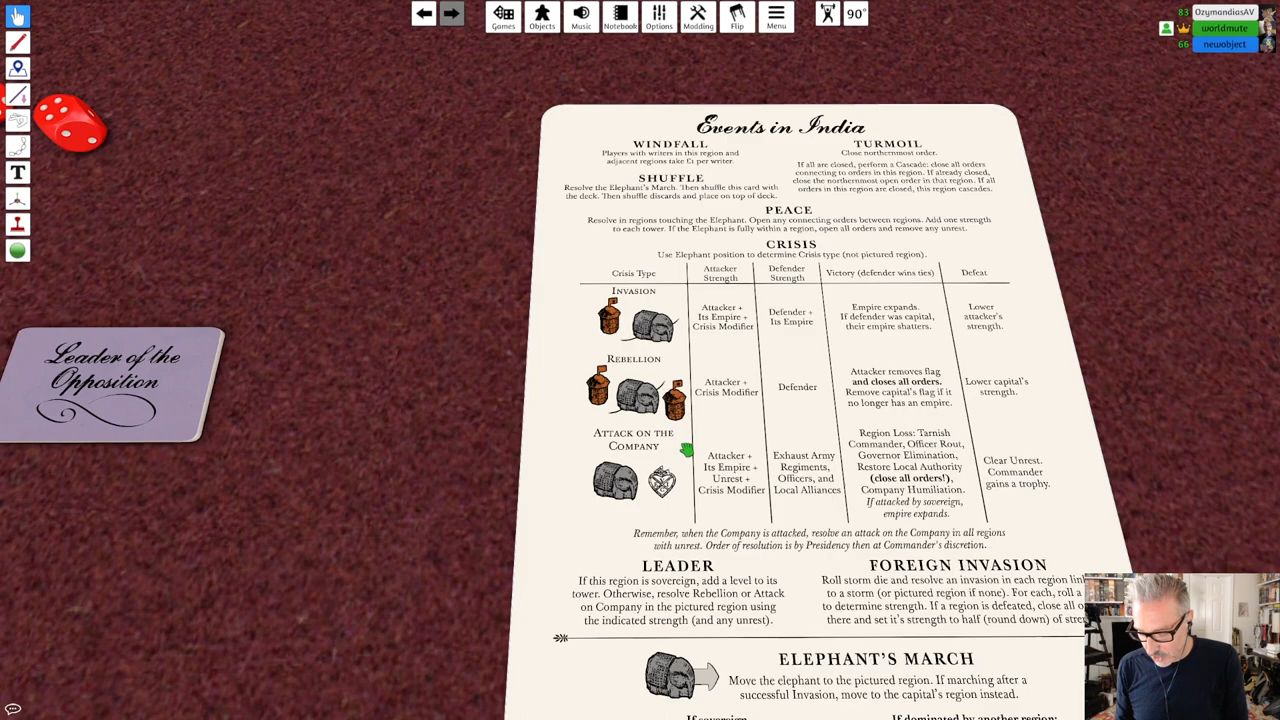 Games
Objects
Music
Notebook
Options
Modding
Flip
Menu
90°
83 OzymandiasAV
worldmute
66 newobject
T
Leader of the
Opposition
Events in India
WINDFALL
Players with writers in this region and
adjacent regions take £1 per writer.
SHUFFLE
Resolve the Elephant's March. Then shuffle this card with
the deck. Then shuffle discards and place on top of deck.
TURMOIL
Close northernmost order.
If all are closed, perform a Cascade: close all orders
connecting to orders in this region. If already closed,
close the northernmost open order in that region. If all
orders in this region are closed, this region cascades.
PEACE
Resolve in regions touching the Elephant. Open any connecting orders between regions. Add one strength
to each tower. If the Elephant is fully within a region, open all orders and remove any unrest.
CRISIS
Use Elephant position to determine Crisis type (not pictured region).
Crisis Type
Attacker
Strength
Defender
Strength
Victory (defender wins ties)
Defeat
INVASION
Attacker +
Its Empire +
Crisis Modifier
Defender +
Its Empire
Empire expands.
If defender was capital,
their empire shatters.
Lower
attacker's
strength.
REBELLION
Attacker +
Crisis Modifier
Defender
Attacker removes flag
and closes all orders.
Remove capital's flag if it
no longer has an empire.
Lower capital's
strength.
ATTACK ON THE
COMPANY
Attacker +
Its Empire +
Unrest +
Crisis Modifier
Exhaust Army
Regiments,
Officers, and
Local Alliances
Region Loss: Tarnish
Commander, Officer Rout,
Governor Elimination,
Restore Local Authority
(close all orders!),
Company Humiliation.
If attacked by sovereign,
empire expands.
Clear Unrest.
Commander
gains a trophy.
Remember, when the Company is attacked, resolve an attack on the Company in all regions
with unrest. Order of resolution is by Presidency then at Commander's discretion.
LEADER
If this region is sovereign, add a level to its
tower. Otherwise, resolve Rebellion or Attack
on Company in the pictured region using
the indicated strength (and any unrest).
FOREIGN INVASION
Roll storm die and resolve an invasion in each region
to a storm (or pictured region if none). For each, roll a
to determine strength. If a region is defeated, close all
there and set it's strength to half (round down) of
ELEPHANT'S MARCH
Move the elephant to the pictured region. If marching after a
successful Invasion, move to the capital's region instead.
If sovereign
If dominated by another region: